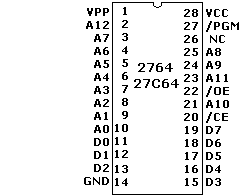 VPP 1 28 VCC
A12 2 27 /PGM
A7 3 26 NC
A6 4 25 A8
A5 5 2764 24 A9
A4 6 27C64 23 A11
A3 7 22 /OE
A2 8 21 A10
A1 9 20 /CE
A0 10 19 D7
D0 11 18 D6
D1 12 17 D5
D2 13 16 D4
GND 14 15 D3